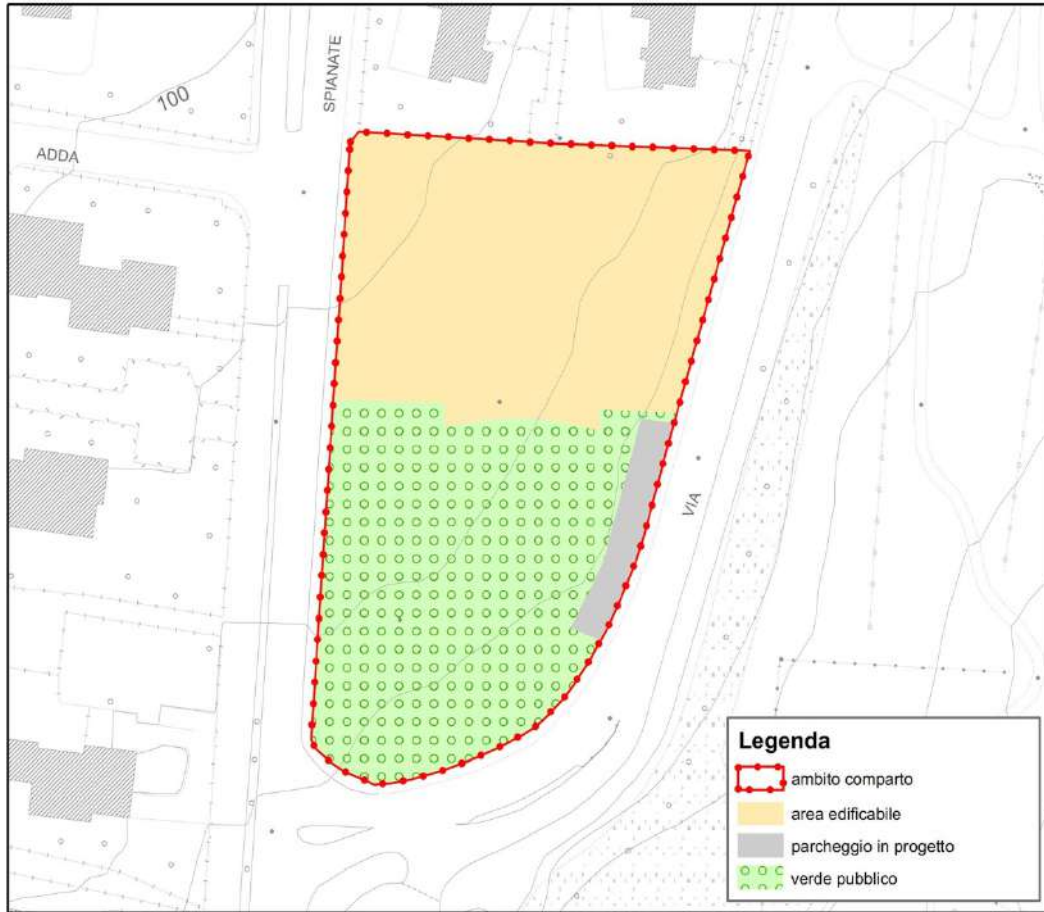 SPIANATE
100
ADDA
VIA
Legenda
ambito comparto
area edificabile
parcheggio in progetto
verde pubblico